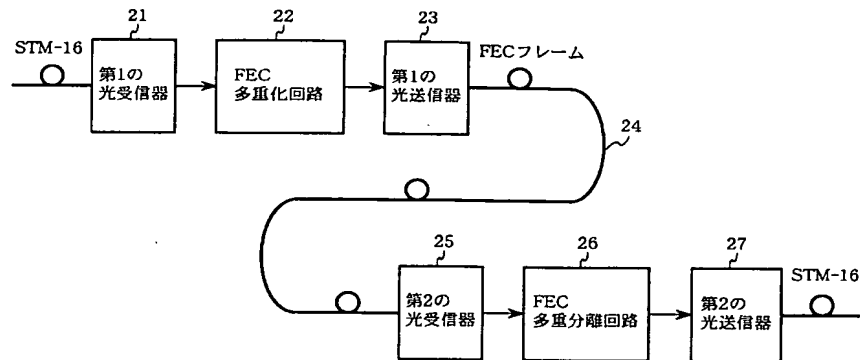 21
22
23
STM-16
FECフレーム
第1の
光受信器
FEC
多重化回路
第1の
光送信器
24
25
26
27
STM-16
第2の
光受信器
FEC
多重分離回路
第2の
光送信器